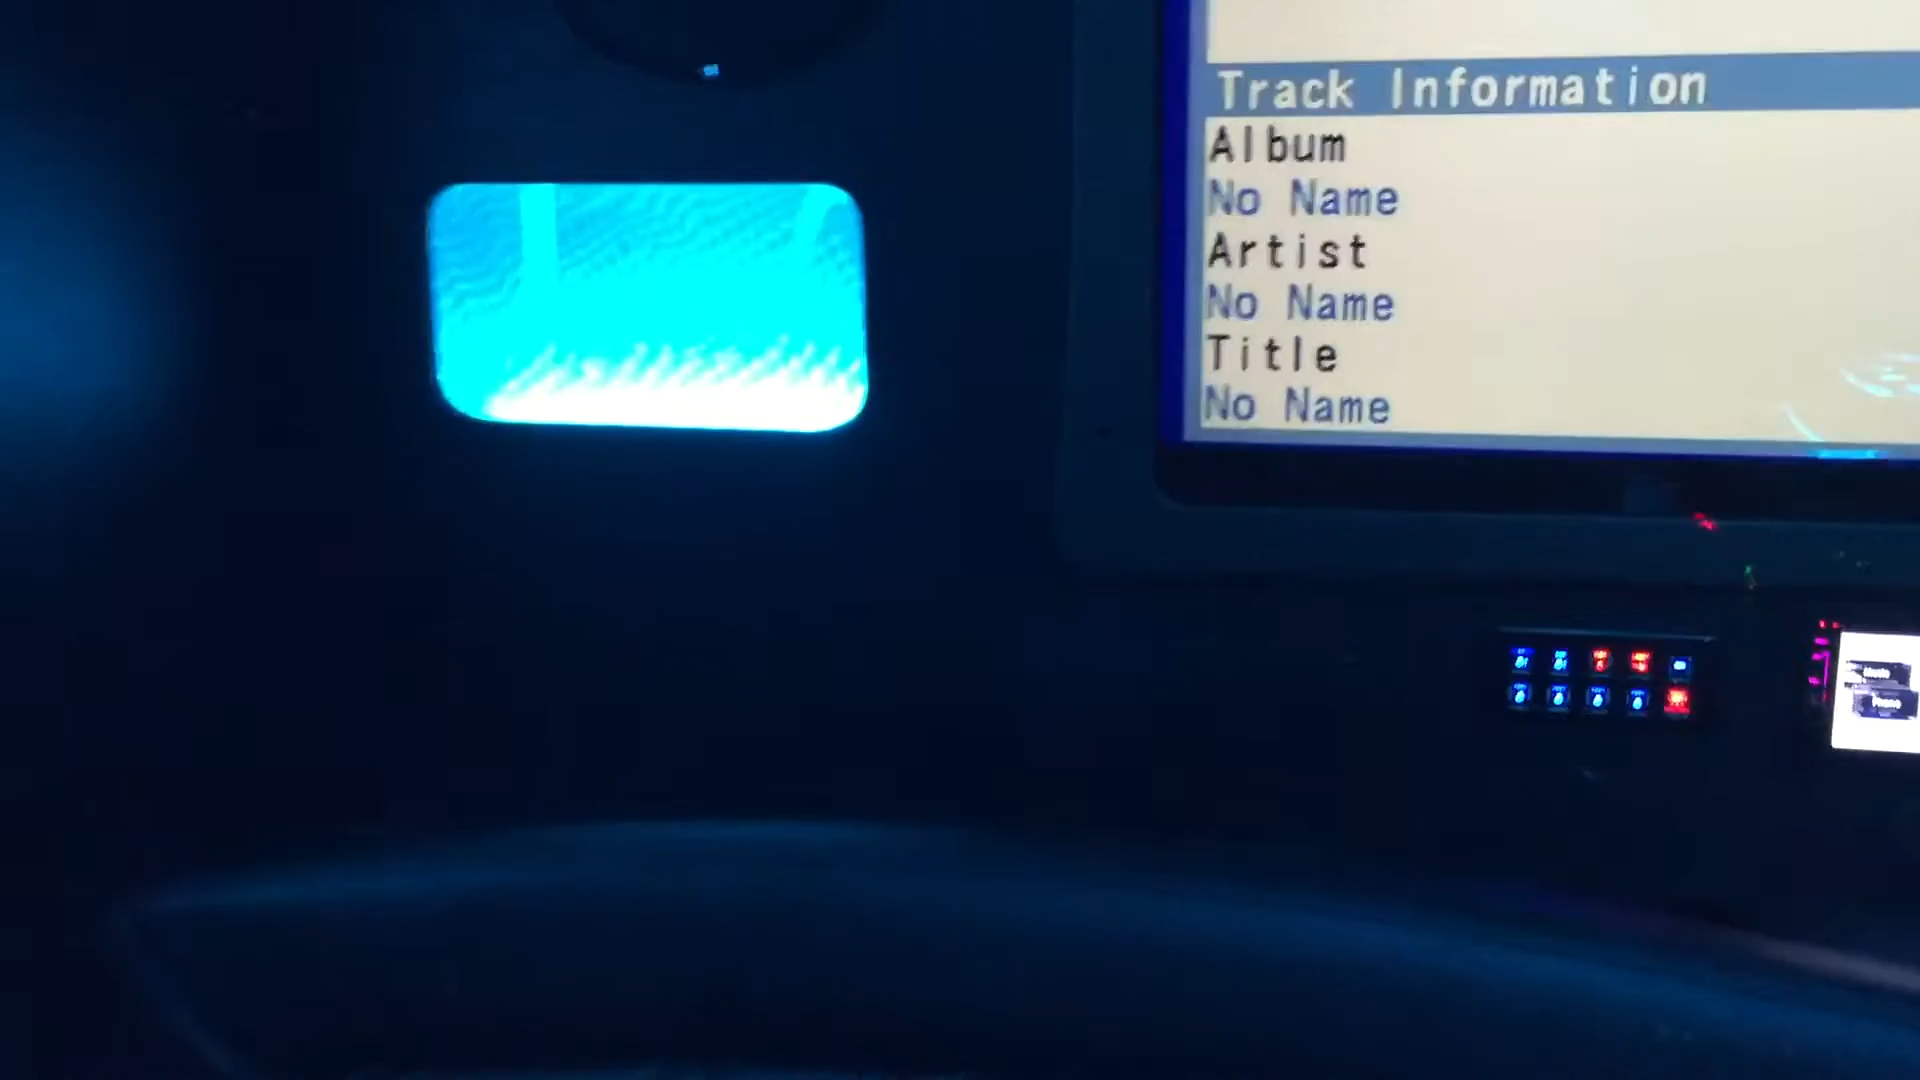 Track Information
Album
No Name
Artist
No Name
Title
No Name